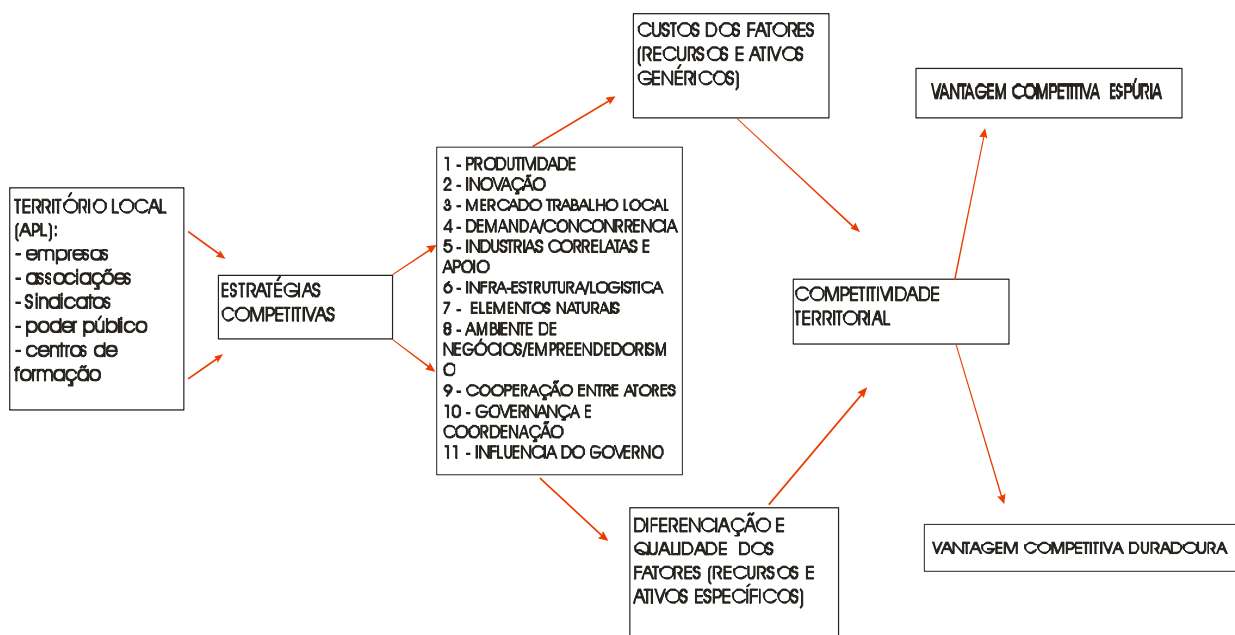 TERRITÓRIO LOCAL
(APL):
- empresas
- associações
- Sindicatos
- poder público
- centros de
formação
ESTRATÉGIAS
COMPETITIVAS
1 - PRODUTIVIDADE
2 - INOVAÇÃO
3 - MERCADO TRABALHO LOCAL
4 - DEMANDA/CONCONRRENCIA
5 - INDUSTRIAS CORRELATAS E
APOIO
6 - INFRA-ESTRUTURA/LOGISTICA
7 - ELEMENTOS NATURAIS
8 - AMBIENTE DE
NEGÓCIOS/EMPREENDEDORISM
O
9 - COOPERAÇÃO ENTRE ATORES
10 - GOVERNANÇA E
COORDENAÇÃO
11 - INFLUENCIA DO GOVERNO
CUSTOS DOS FATORES
(RECURSOS E ATIVOS
GENÉRICOS)
DIFERENCIAÇÃO E
QUALIDADE DOS
FATORES (RECURSOS E
ATIVOS ESPECÍFICOS)
COMPETITIVIDADE
TERRITORIAL
VANTAGEM COMPETITIVA ESPÚRIA
VANTAGEM COMPETITIVA DURADOURA